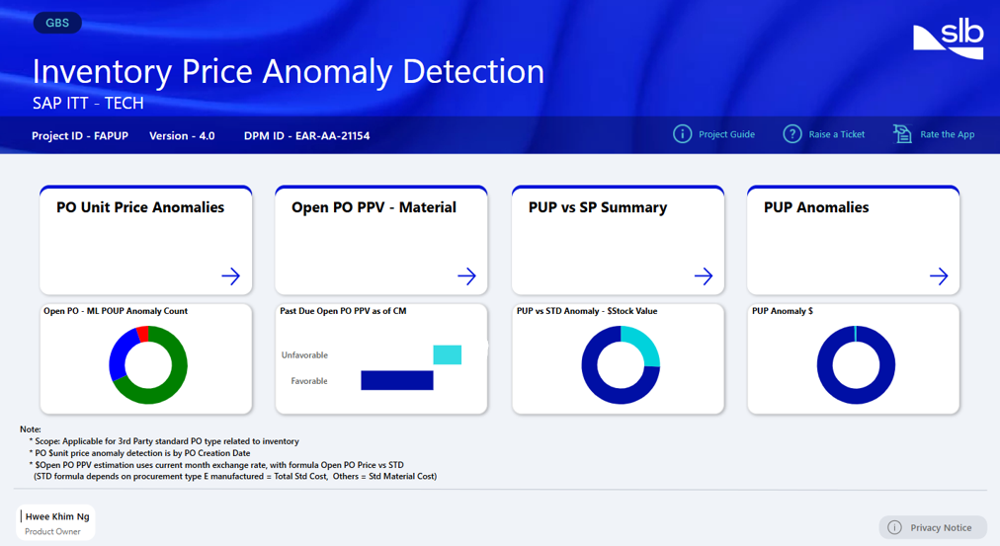 GBS
slb
Inventory Price Anomaly Detection
SAP ITT - TECH
Project ID - FAPUP Version - 4.0 DPM ID - EAR-AA-21154
Project Guide Raise a Ticket Rate the App
PO Unit Price Anomalies
Open PO PPV - Material
PUP vs SP Summary
PUP Anomalies
Open PO - ML POUP Anomaly Count
Past Due Open PO PPV as of CM
Unfavorable
Favorable
PUP vs STD Anomaly - $Stock Value
PUP Anomaly $
Note:
* Scope: Applicable for 3rd Party standard PO type related to inventory
* PO $unit price anomaly detection is by PO Creation Date
* $Open PO PPV estimation uses current month exchange rate, with formula Open PO Price vs STD
(STD formula depends on procurement type E manufactured = Total Std Cost, Others = Std Material Cost)
Hwee Khim Ng
Product Owner
Privacy Notice